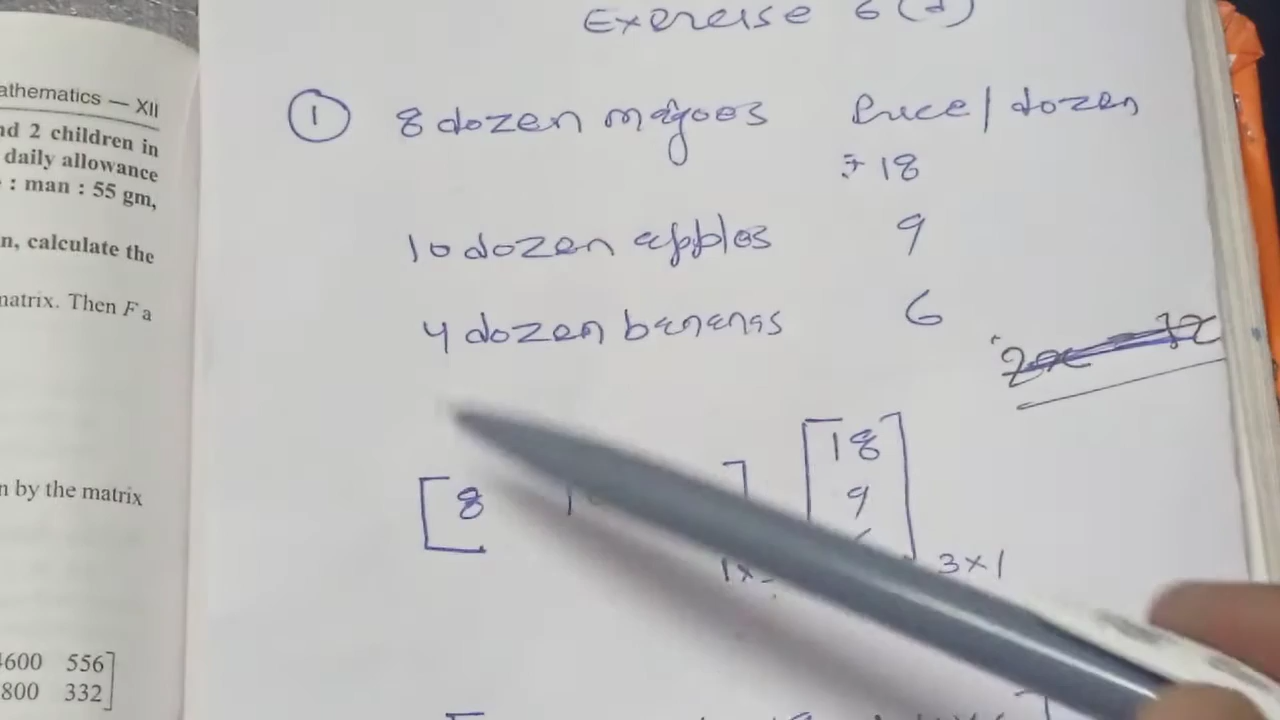 Exercise 6(d)
athematics — XII
nd 2 children in
daily allowance
: man : 55 gm,
n, calculate the
natrix. Then F a
n by the matrix
600 556
800 332
① 8 dozen mangoes Price / dozen
18
10 dozen apples 9
4 dozen bananas 6
[8 ]
[18
9
] 3×1